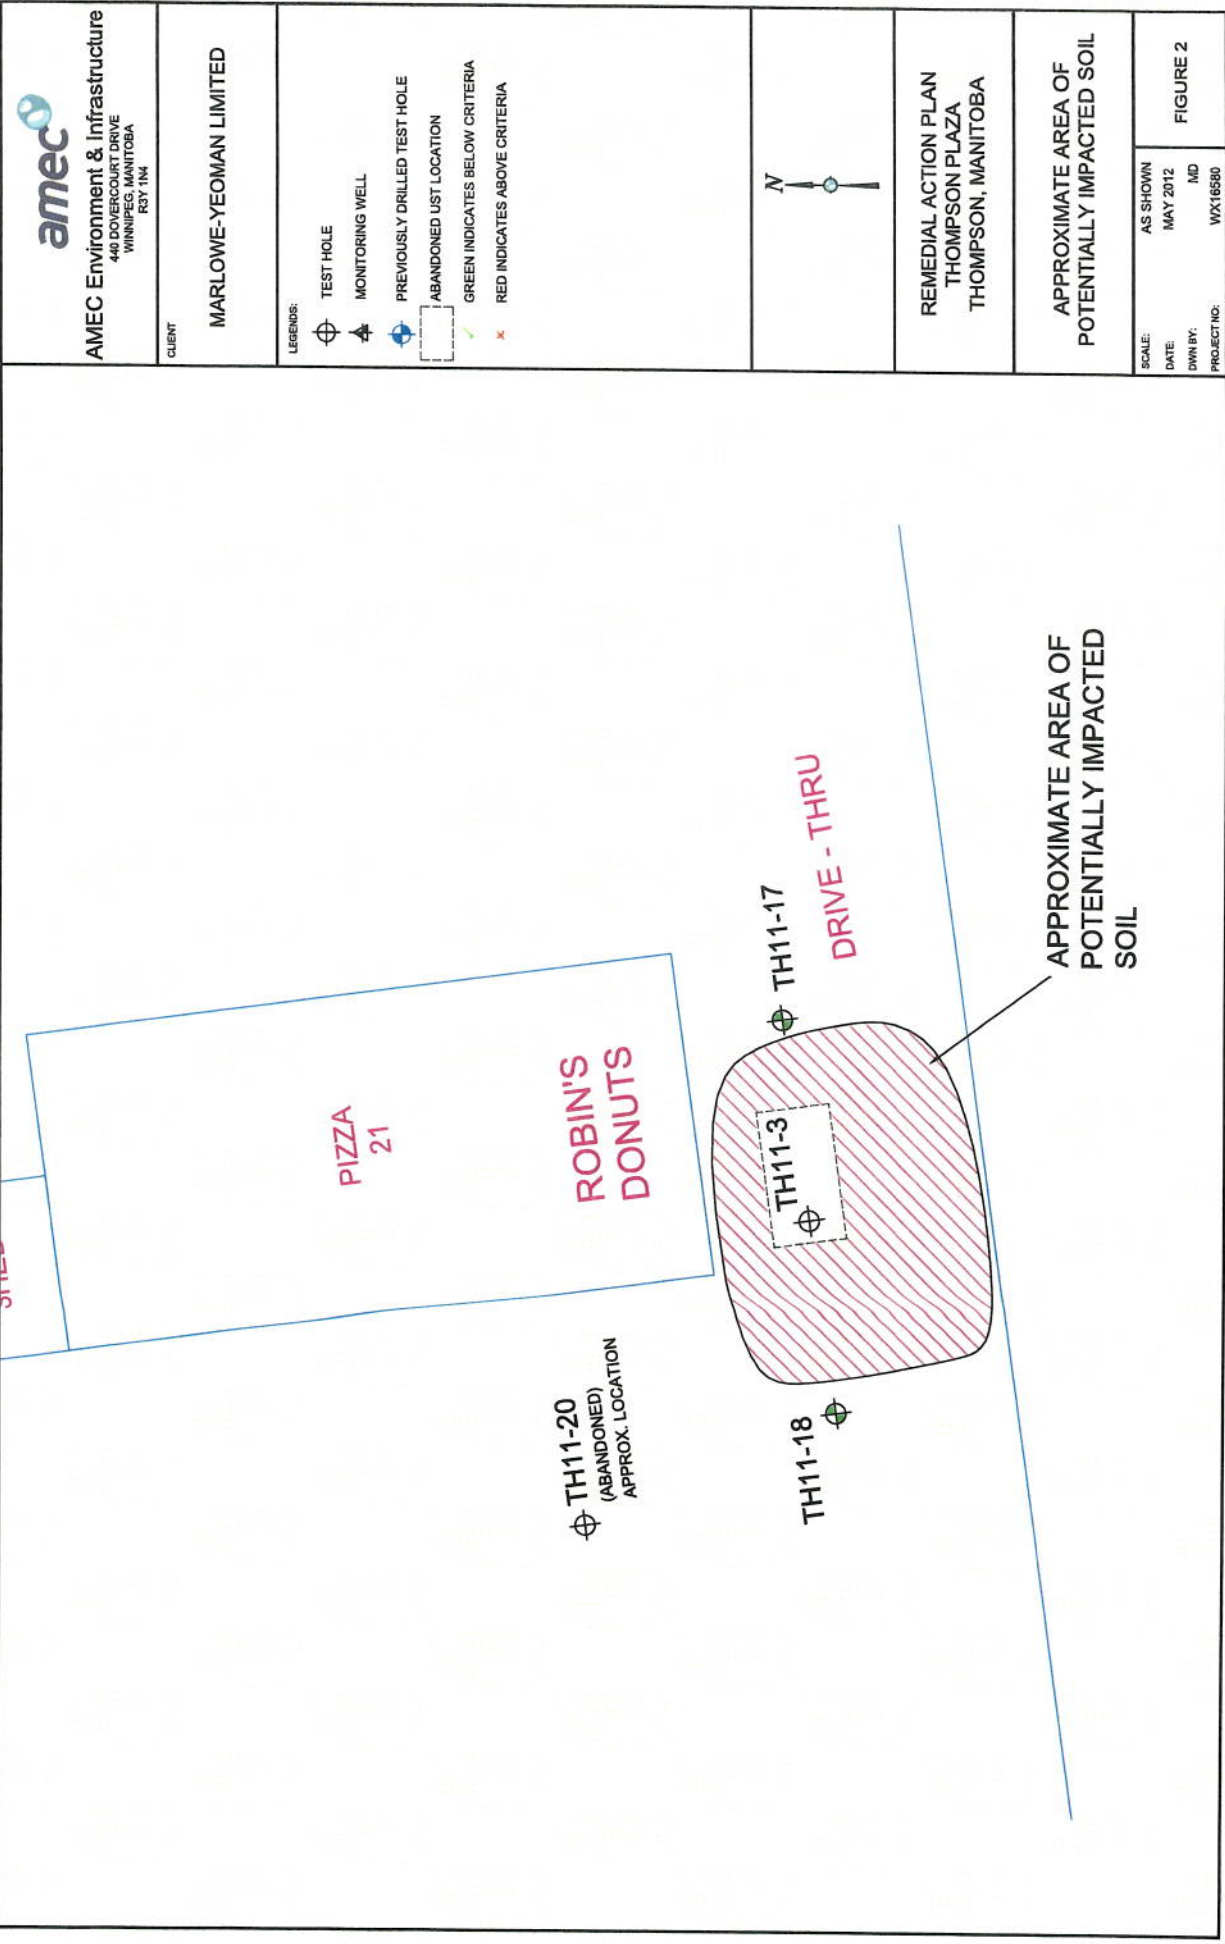 PIZZA
21
ROBIN'S
DONUTS
TH11-20
(ABANDONED)
APPROX. LOCATION
TH11-17
DRIVE - THRU
TH11-3
TH11-18
APPROXIMATE AREA OF
POTENTIALLY IMPACTED
SOIL
amec
AMEC Environment & Infrastructure
440 DOVERCOURT DRIVE
WINNIPEG, MANITOBA
R3Y 1N4
CLIENT
MARLOWE-YEOMAN LIMITED
LEGENDS:
TEST HOLE
MONITORING WELL
PREVIOUSLY DRILLED TEST HOLE
ABANDONED UST LOCATION
GREEN INDICATES BELOW CRITERIA
RED INDICATES ABOVE CRITERIA
N
REMEDIAL ACTION PLAN
THOMPSON PLAZA
THOMPSON, MANITOBA
APPROXIMATE AREA OF
POTENTIALLY IMPACTED SOIL
SCALE: AS SHOWN
DATE: MAY 2012
DWN BY: MD
PROJECT NO: WX16580
FIGURE 2